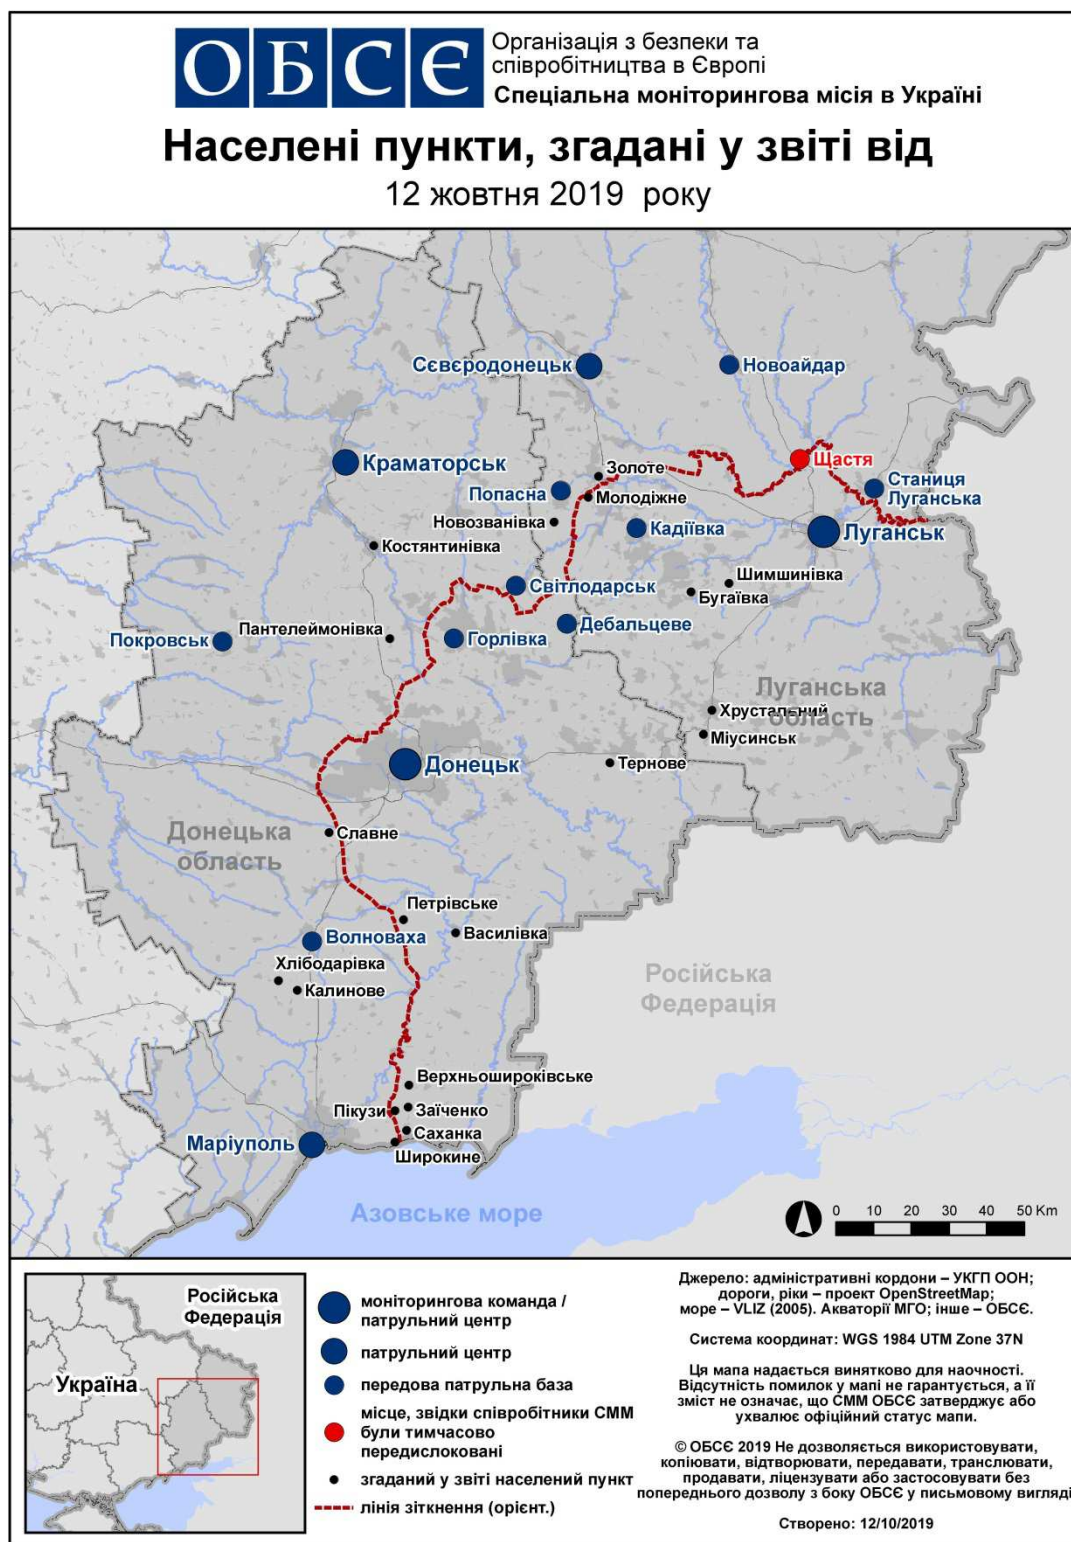 ОБСЄ
Організація з безпеки та
співробітництва в Європі
Спеціальна моніторингова місія в Україні
Населені пункти, згадані у звіті від
12 жовтня 2019 року
Сєвєродонецьк
Новоайдар
Краматорськ
Щастя
Золоте
Станиця
Луганська
Попасна
Молодіжне
Новозванівка
Кадіївка
Луганськ
Костянтинівка
Шимшинівка
Світлодарськ
Бугаївка
Дебальцеве
Пантелеймонівка
Покровськ
Горлівка
Луганська
область
Хрустальний
Міусинськ
Донецьк
Тернове
Донецька
область
Славне
Петрівське
Василівка
Волноваха
Хлібодарівка
Калинове
Російська
Федерація
Верхньошироківське
Пікузи
Заїченко
Саханка
Маріуполь
Широкине
Азовське море
0 10 20 30 40 50 Km
Російська
Федерація
Україна
моніторингова команда /
патрульний центр
патрульний центр
передова патрульна база
місце, звідки співробітники СММ
були тимчасово
передислоковані
згаданий у звіті населений пункт
лінія зіткнення (орієнт.)
Джерело: адміністративні кордони – УКГП ООН;
дороги, ріки – проект OpenStreetMap;
море – VLIZ (2005). Акваторії МГО; інше – ОБСЄ.
Система координат: WGS 1984 UTM Zone 37N
Ця мапа надається винятково для наочності.
Відсутність помилок у мапі не гарантується, а її
зміст не означає, що СММ ОБСЄ затверджує або
ухвалює офіційний статус мапи.
© ОБСЄ 2019 Не дозволяється використовувати,
копіювати, відтворювати, передавати, транслювати,
продавати, ліцензувати або застосовувати без
попереднього дозволу з боку ОБСЄ у письмовому вигляді
Створено: 12/10/2019